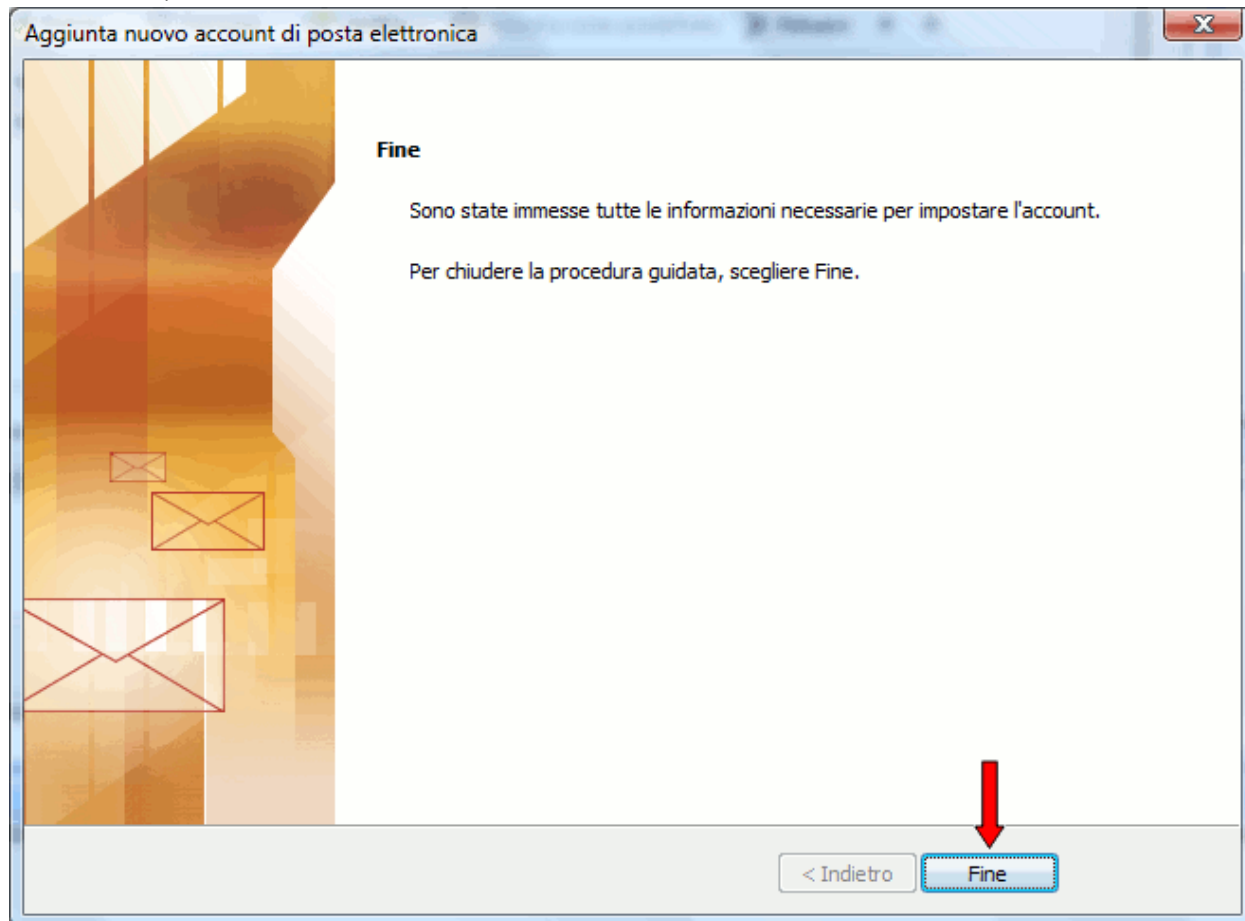 Aggiunta nuovo account di posta elettronica
Fine
Sono state immesse tutte le informazioni necessarie per impostare l'account.
Per chiudere la procedura guidata, scegliere Fine.
< Indietro
Fine